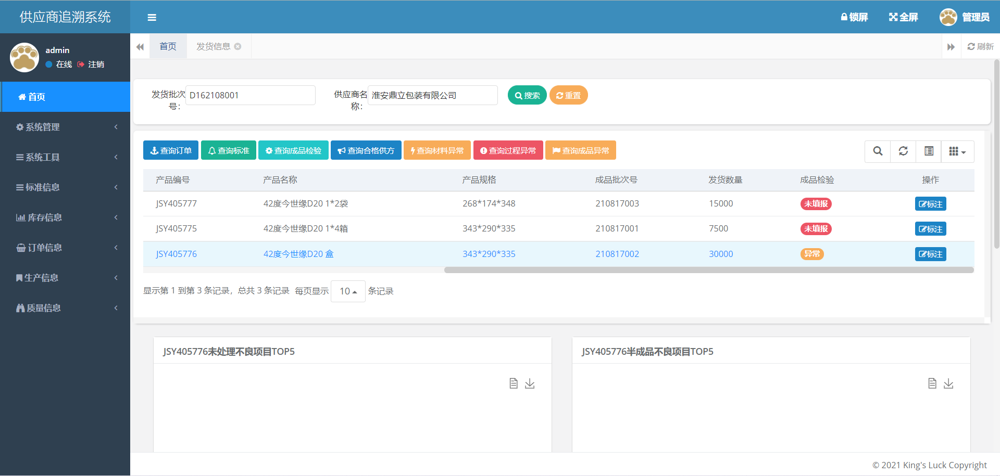 供应商追溯系统
锁屏 全屏 管理员
admin
在线 注销
首页 发货信息 刷新
首页
系统管理
系统工具
标准信息
库存信息
订单信息
生产信息
质量信息
发货批次号： D162108001 供应商名称： 淮安鼎立包装有限公司 搜索 重置
查询订单 查询标准 查询成品检验 查询合格供方 查询材料异常 查询过程异常 查询成品异常
产品编号 产品名称 产品规格 成品批次号 发货数量 成品检验 操作
JSY405777 42度今世缘D20 1*2袋 268*174*348 210817003 15000 未填报 标注
JSY405775 42度今世缘D20 1*4箱 343*290*335 210817001 7500 未填报 标注
JSY405776 42度今世缘D20 盒 343*290*335 210817002 30000 异常 标注
显示第 1 到第 3 条记录，总共 3 条记录 每页显示 10 条记录
JSY405776未处理不良项目TOP5 JSY405776半成品不良项目TOP5
© 2021 King's Luck Copyright